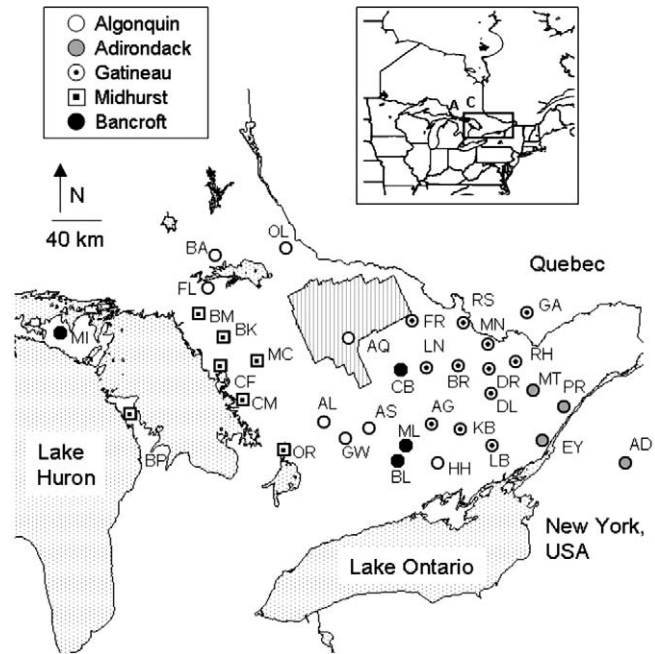 Algonquin
Adirondack
Gatineau
Midhurst
Bancroft
A C
N
40 km
OL
BA
Quebec
FL
RS
GA
BM
FR
MN
BK
MI
AQ
LN
RH
MC
CB
BR
DR
MT
CF
DL
PR
CM
AL
AS
AG
KB
ML
Lake
Huron
OR
GW
EY
AD
BP
BL
HH
LB
New York,
USA
Lake Ontario